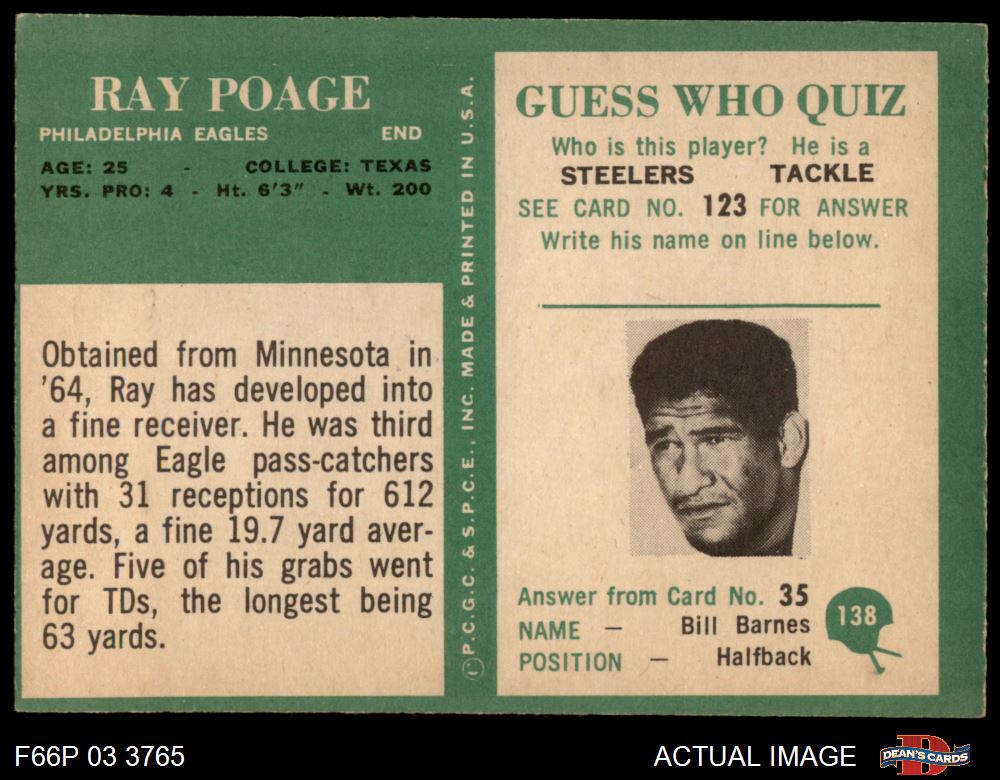 RAY POAGE
PHILADELPHIA EAGLES END
AGE: 25 - COLLEGE: TEXAS
YRS. PRO: 4 - Ht. 6'3" - Wt. 200
Obtained from Minnesota in
'64, Ray has developed into
a fine receiver. He was third
among Eagle pass-catchers
with 31 receptions for 612
yards, a fine 19.7 yard aver-
age. Five of his grabs went
for TDs, the longest being
63 yards.
©P.C.G.C. & S.P.C.E., INC. MADE & PRINTED IN U.S.A.
GUESS WHO QUIZ
Who is this player? He is a
STEELERS TACKLE
SEE CARD NO. 123 FOR ANSWER
Write his name on line below.
Answer from Card No. 35
NAME — Bill Barnes
POSITION — Halfback
138
F66P 03 3765
ACTUAL IMAGE
DEAN'S CARDS